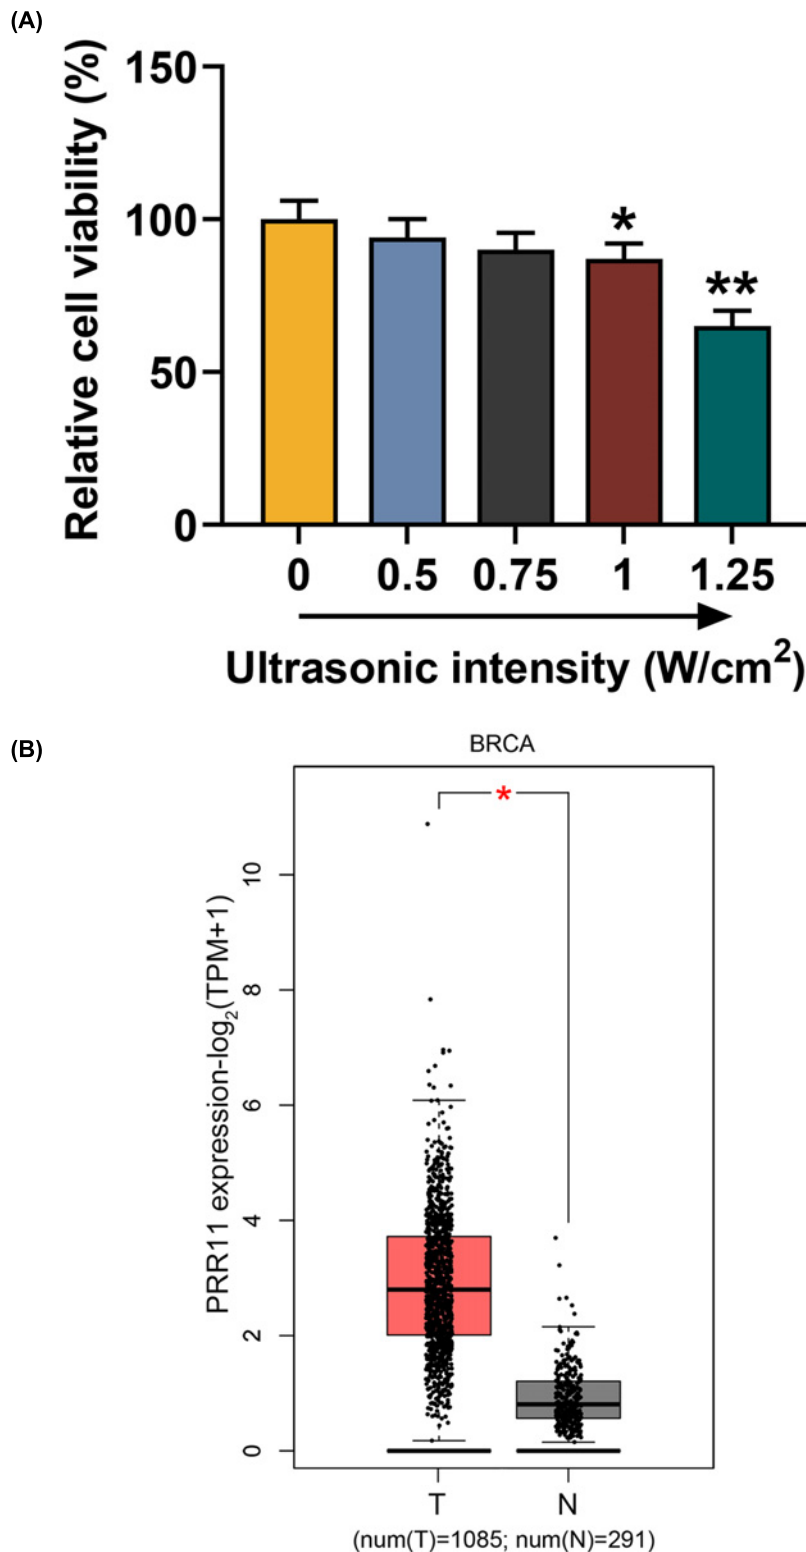 (A)
Relative cell viability (%)
150
100
50
0
*
**
0 0.5 0.75 1 1.25
Ultrasonic intensity (W/cm²)
(B)
BRCA
*
PRR11 expression-log₂(TPM+1)
10
8
6
4
2
0
T N
(num(T)=1085; num(N)=291)